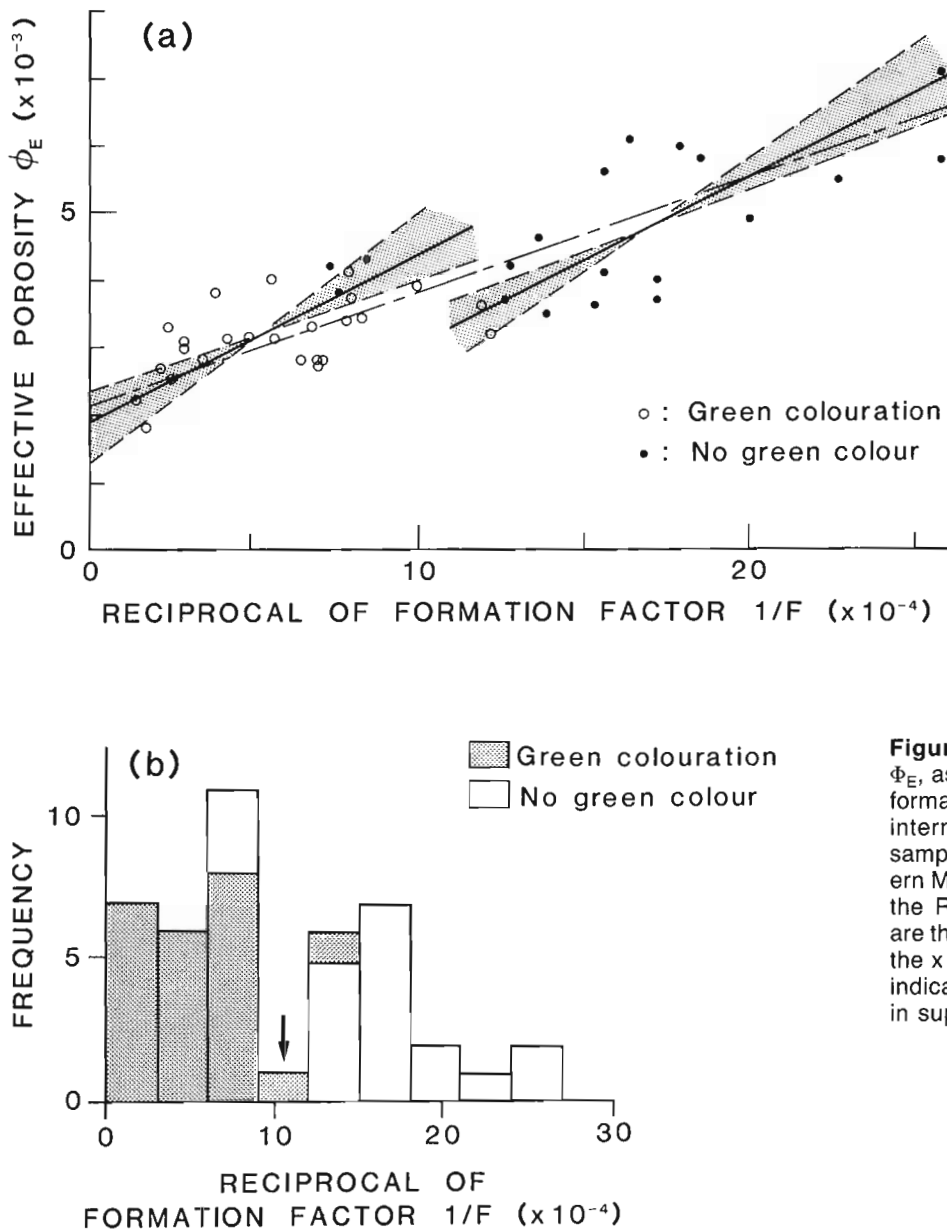 (a)
EFFECTIVE POROSITY ϕE (x10⁻³)
5
0
○ : Green colouration
• : No green colour
0 10 20
RECIPROCAL OF FORMATION FACTOR 1/F (x10⁻⁴)
(b)
Green colouration
No green colour
FREQUENCY
10
5
0
0 10 20 30
RECIPROCAL OF
FORMATION FACTOR 1/F (x10⁻⁴)
Figur
ΦE, as
forma
interr
samp
ern M
the F
are th
the x
indica
in sup